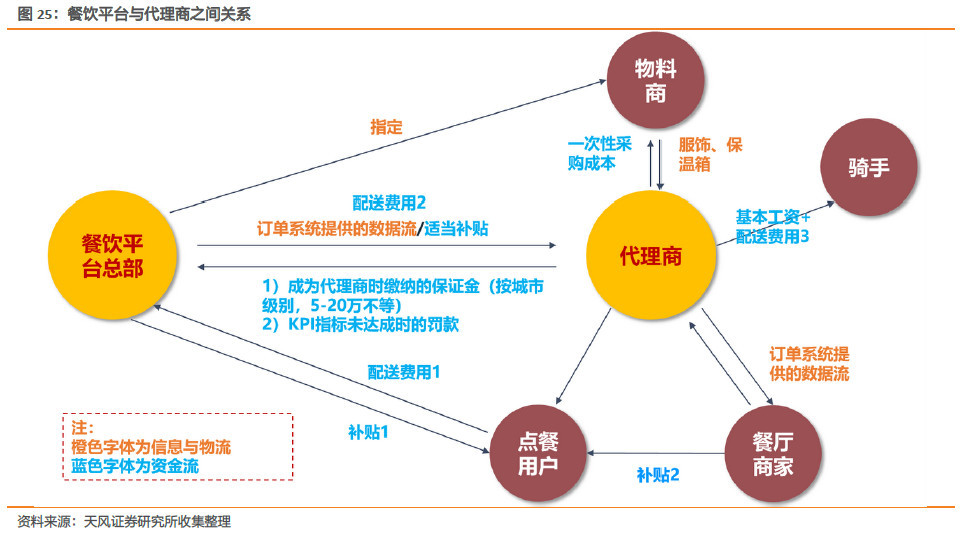 图 25：餐饮平台与代理商之间关系
物料
商
指定
一次性采
购成本
服饰、保
温箱
骑手
配送费用2
订单系统提供的数据流/适当补贴
基本工资+
配送费用3
餐饮平
台总部
代理商
1）成为代理商时缴纳的保证金（按城市
级别，5-20万不等）
2）KPI指标未达成时的罚款
订单系统提
供的数据流
配送费用1
补贴1
点餐
用户
餐厅
商家
补贴2
注：
橙色字体为信息与物流
蓝色字体为资金流
资料来源：天风证券研究所收集整理